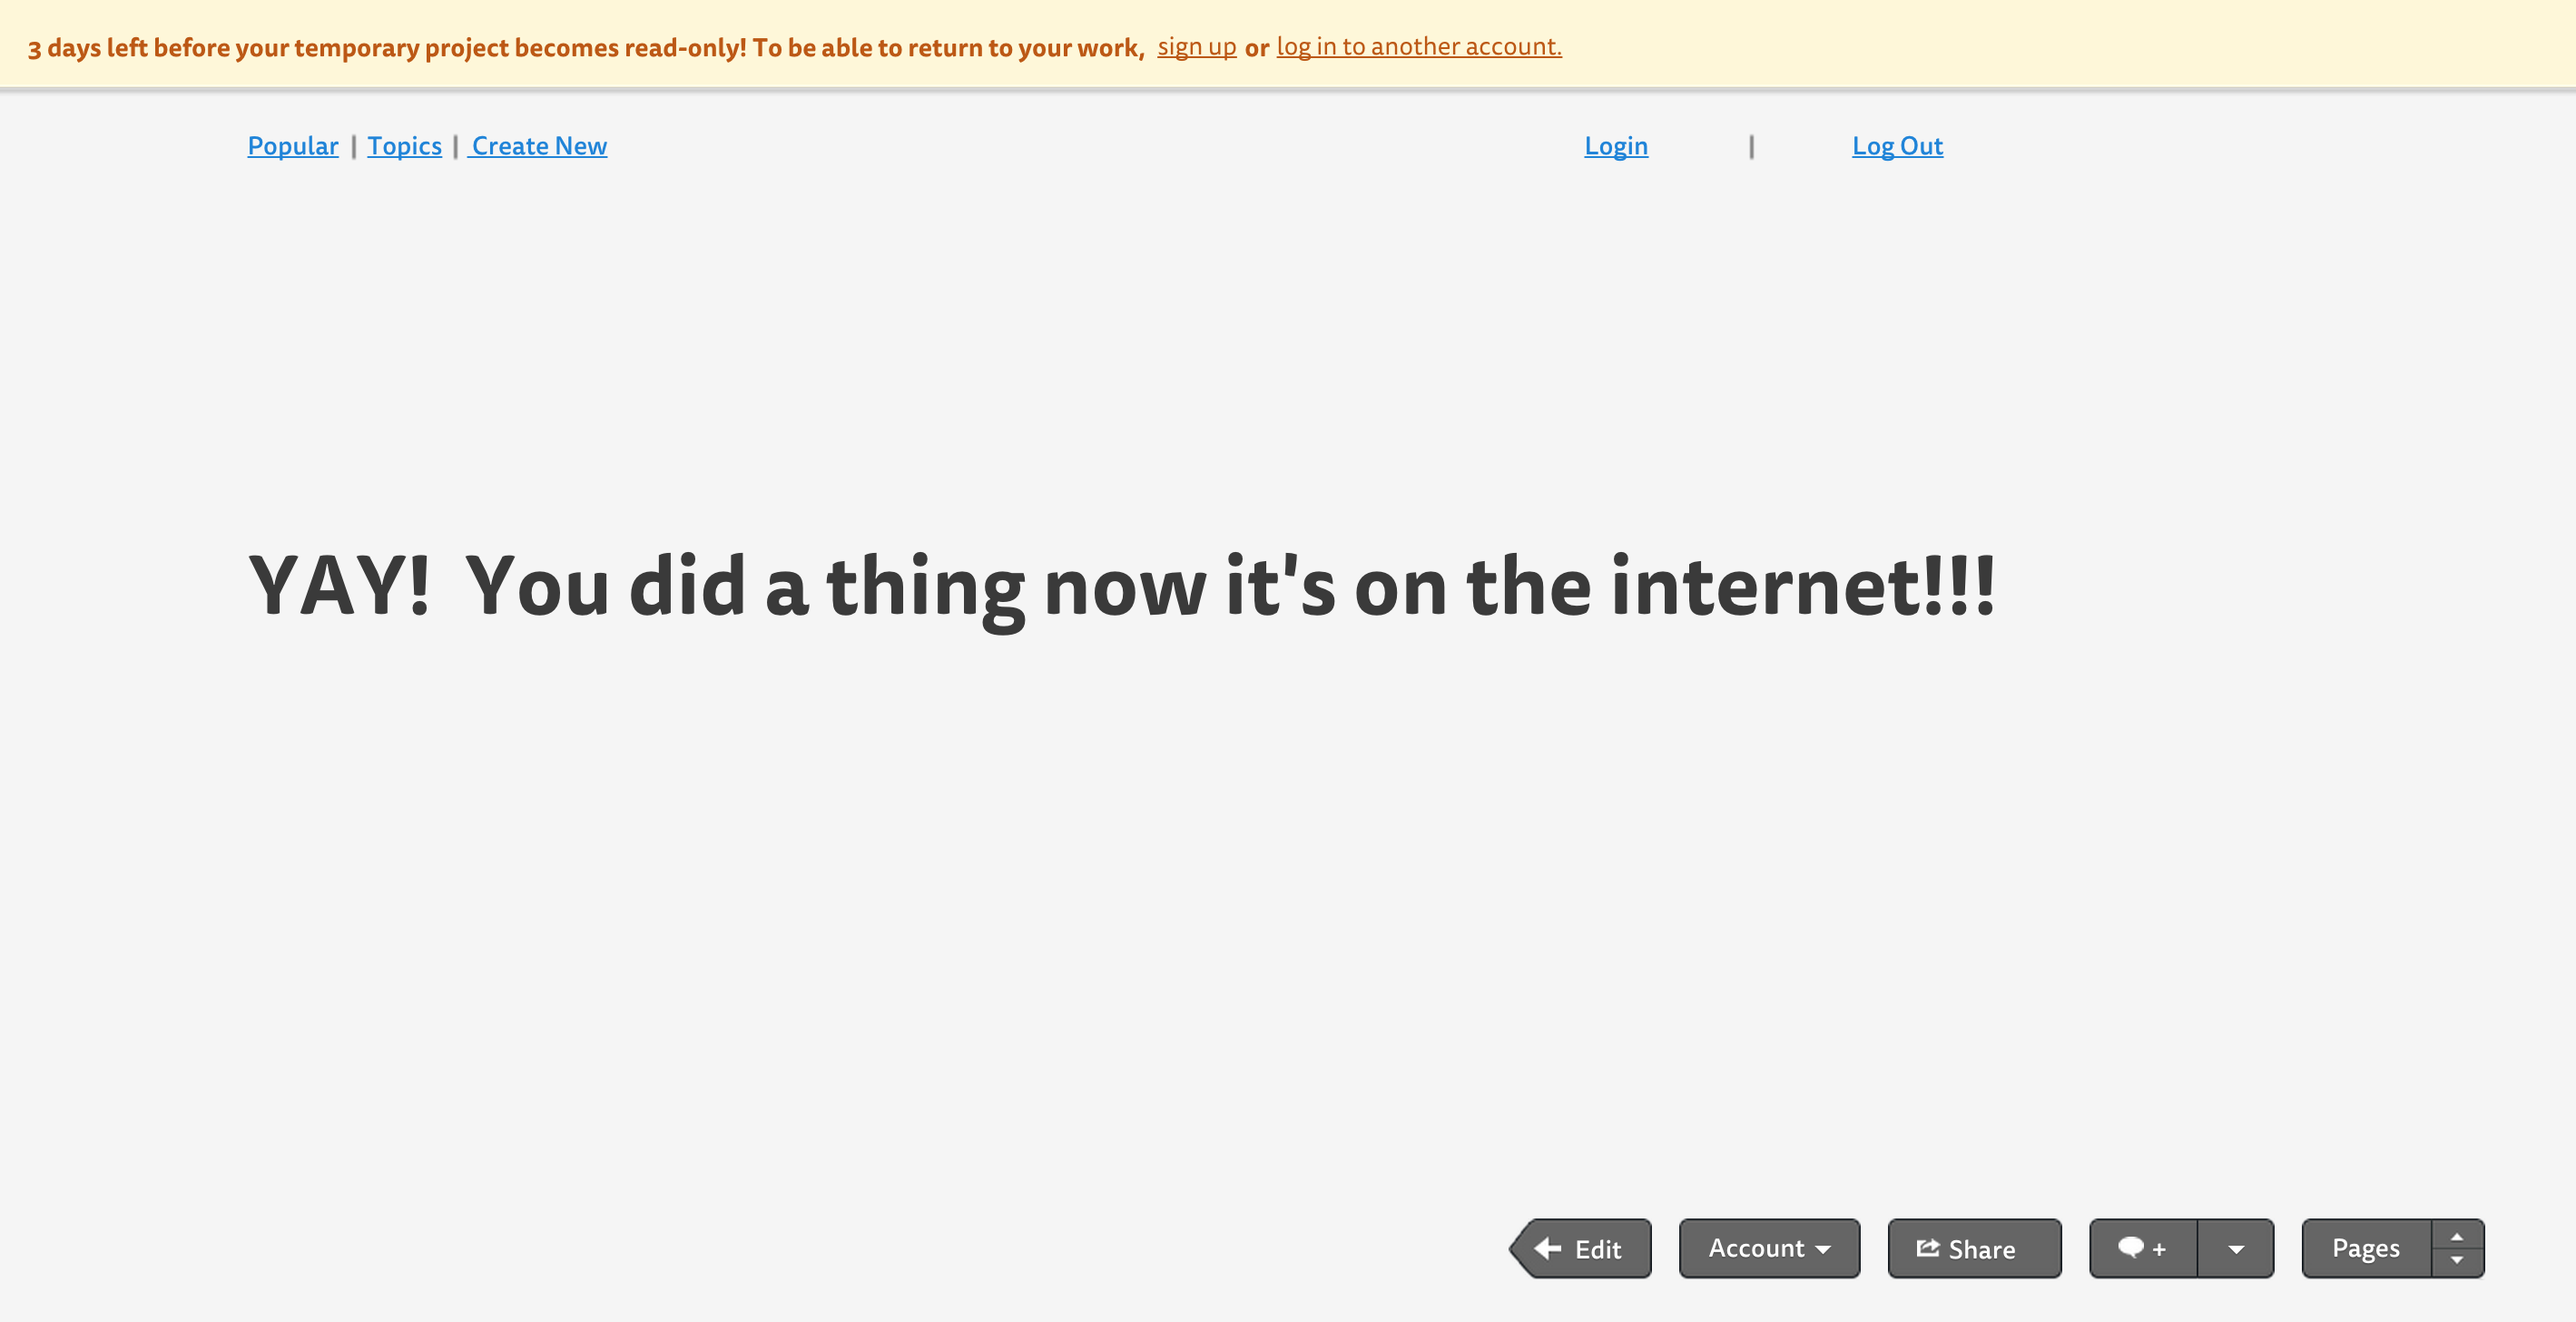 3 days left before your temporary project becomes read-only! To be able to return to your work, sign up or log in to another account.
Popular | Topics | Create New Login | Log Out
YAY! You did a thing now it's on the internet!!!
Edit Account Share + Pages